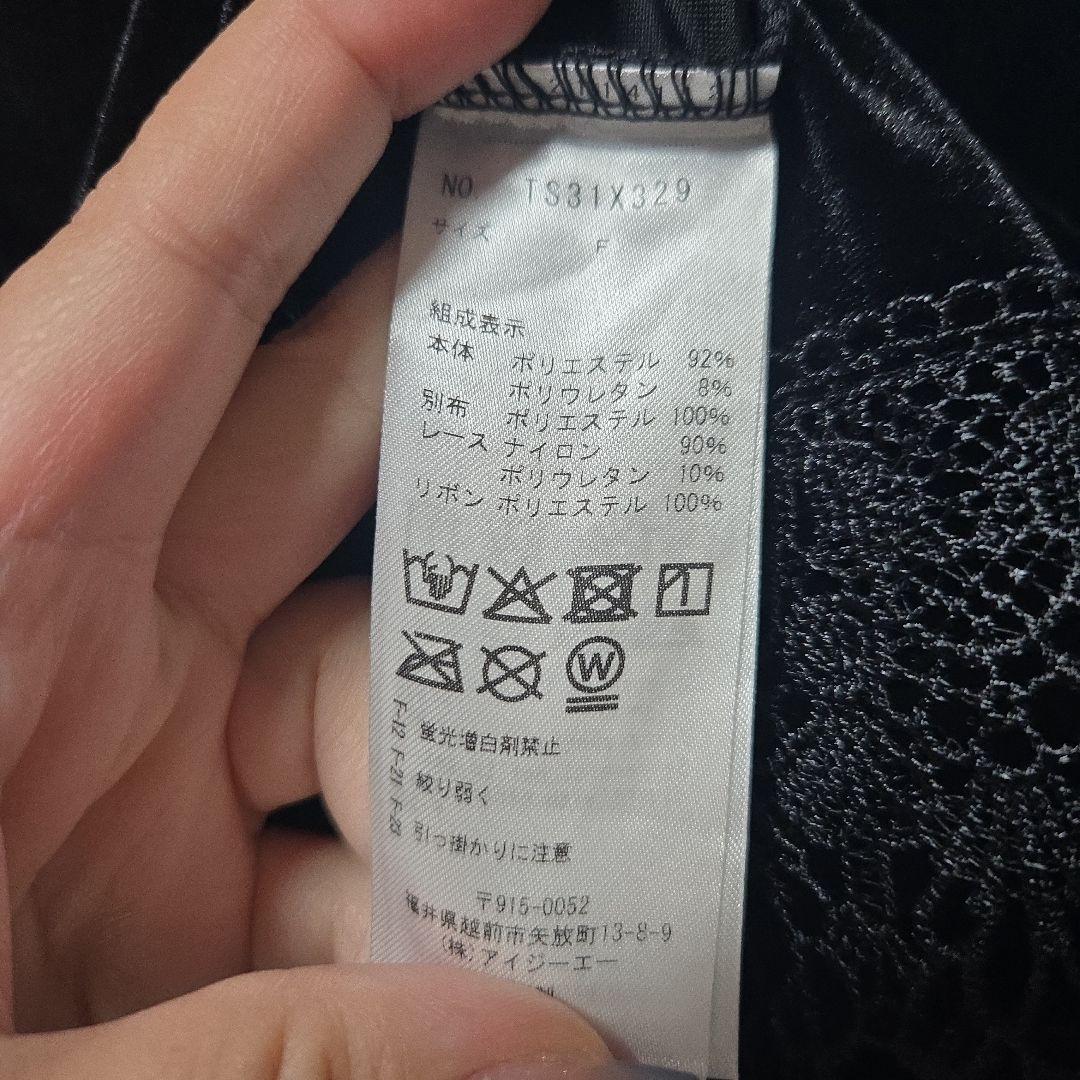 NO. TS31X329
サイズ F
組成表示
本体 ポリエステル 92%
ポリウレタン 8%
別布 ポリエステル 100%
レース ナイロン 90%
ポリウレタン 10%
リボン ポリエステル 100%
W
蛍光増白剤禁止
絞り弱く
引っ掛かりに注意
F-12 F-21 F-23
〒915-0052
福井県越前市矢放町13-8-9
(株)アイジーエー
製